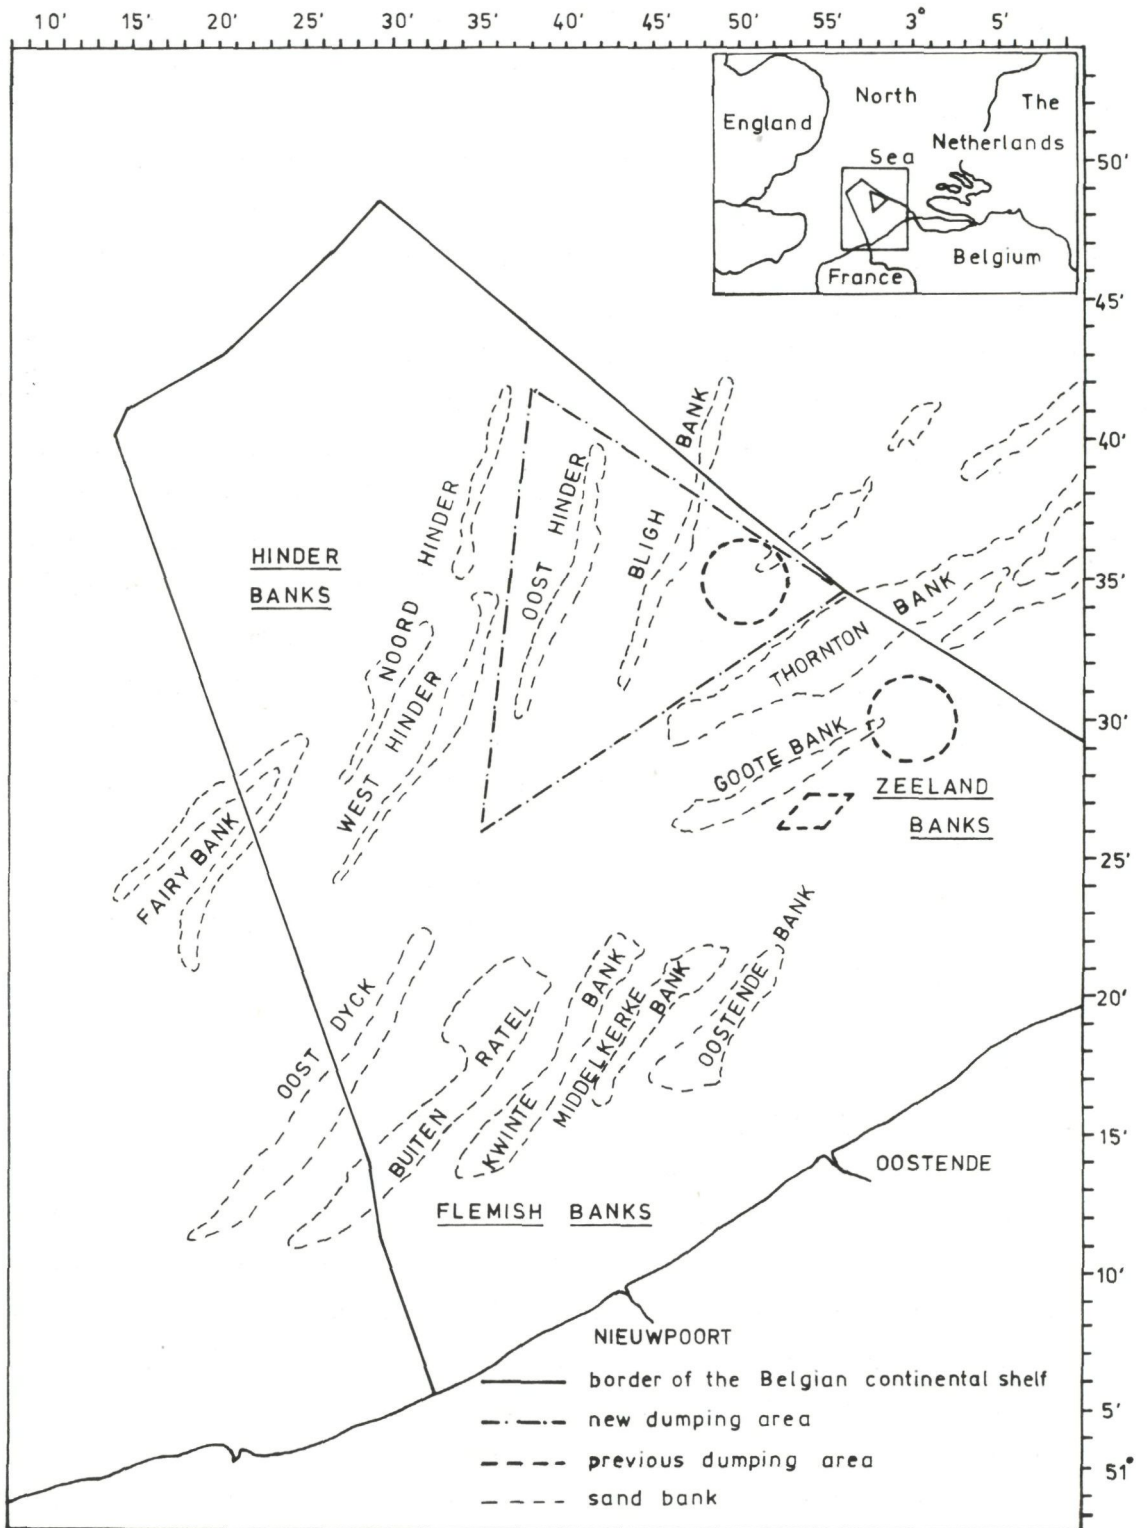 10' 20' 30' 40' 45' 50' 55' 3° 5'
England
North
Sea
The
Netherlands
Belgium
France
50'
45'
40'
35'
30'
25'
20'
15'
10'
5'
51°
HINDER
BANKS
NOORD HINDER
WEST HINDER
OOST HINDER
BLIGH BANK
THORNTON BANK
GOOTE BANK
ZEELAND
BANKS
FAIRY BANK
OOST DYCK
BUITEN RATEL
KWINTE BANK
MIDDELKERKE BANK
OOSTENDE BANK
FLEMISH BANKS
OOSTENDE
NIEUWPOORT
border of the Belgian continental shelf
new dumping area
previous dumping area
sand bank